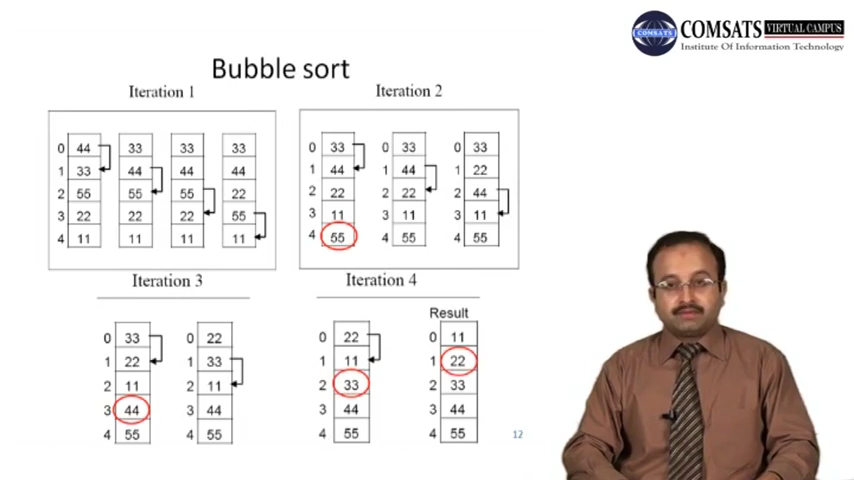 COMSATS VIRTUAL CAMPUS
COMSATS
Institute Of Information Technology
Bubble sort
Iteration 1
0 44 33 33 33
1 33 44 44 44
2 55 55 55 22
3 22 22 22 55
4 11 11 11 11
Iteration 2
0 33 0 33 0 33
1 44 1 44 1 22
2 22 2 22 2 44
3 11 3 11 3 11
4 55 4 55 4 55
Iteration 3
0 33 0 22
1 22 1 33
2 11 2 11
3 44 3 44
4 55 4 55
Iteration 4
Result
0 22 0 11
1 11 1 22
2 33 2 33
3 44 3 44
4 55 4 55
12